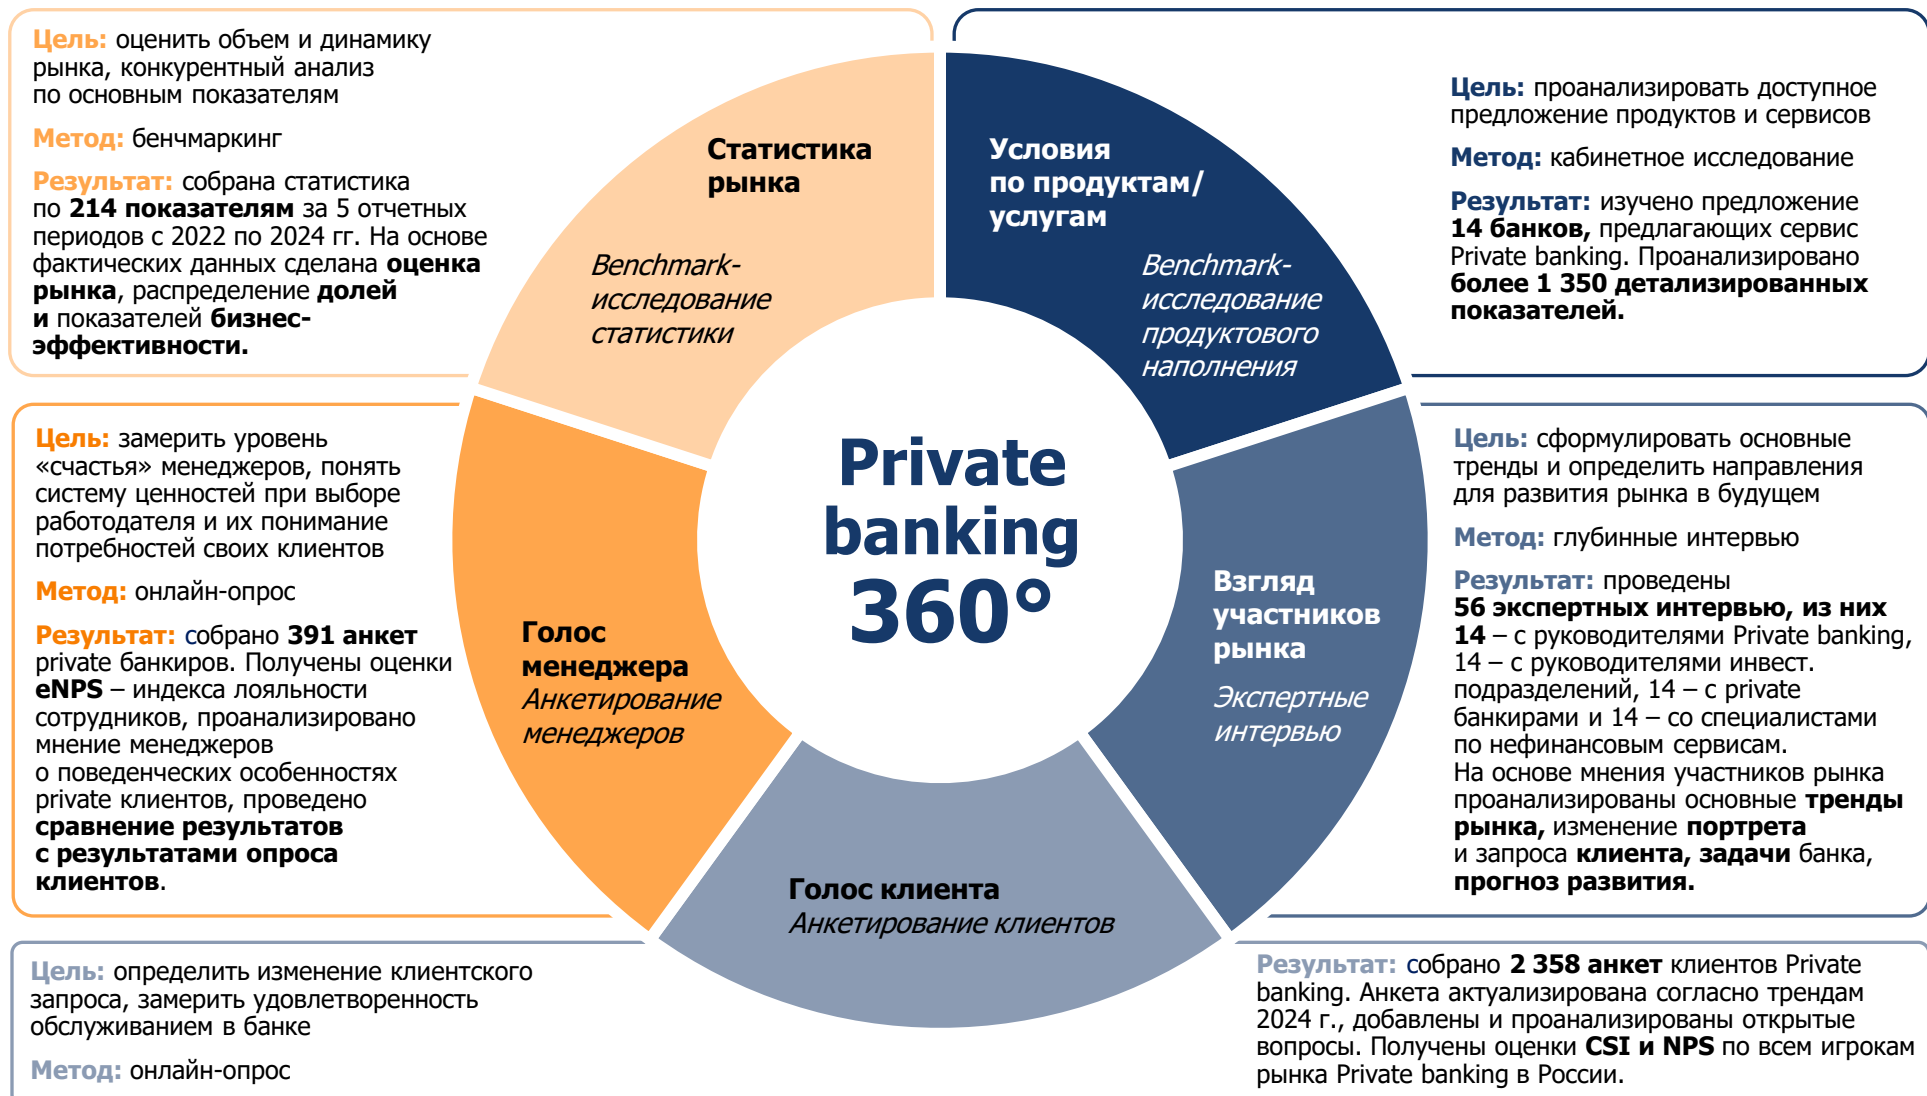 Цель: оценить объем и динамику
рынка, конкурентный анализ
по основным показателям
Метод: бенчмаркинг
Результат: собрана статистика
по 214 показателям за 5 отчетных
периодов с 2022 по 2024 гг. На основе
фактических данных сделана оценка
рынка, распределение долей
и показателей бизнес-
эффективности.
Статистика
рынка
Benchmark-
исследование
статистики
Условия
по продуктам/
услугам
Benchmark-
исследование
продуктового
наполнения
Цель: проанализировать доступное
предложение продуктов и сервисов
Метод: кабинетное исследование
Результат: изучено предложение
14 банков, предлагающих сервис
Private banking. Проанализировано
более 1 350 детализированных
показателей.
Private
banking
360°
Цель: замерить уровень
«счастья» менеджеров, понять
систему ценностей при выборе
работодателя и их понимание
потребностей своих клиентов
Метод: онлайн-опрос
Результат: собрано 391 анкет
private банкиров. Получены оценки
eNPS – индекса лояльности
сотрудников, проанализировано
мнение менеджеров
о поведенческих особенностях
private клиентов, проведено
сравнение результатов
с результатами опроса
клиентов.
Голос
менеджера
Анкетирование
менеджеров
Взгляд
участников
рынка
Экспертные
интервью
Цель: сформулировать основные
тренды и определить направления
для развития рынка в будущем
Метод: глубинные интервью
Результат: проведены
56 экспертных интервью, из них
14 – с руководителями Private banking,
14 – с руководителями инвест.
подразделений, 14 – с private
банкирами и 14 – со специалистами
по нефинансовым сервисам.
На основе мнения участников рынка
проанализированы основные тренды
рынка, изменение портрета
и запроса клиента, задачи банка,
прогноз развития.
Голос клиента
Анкетирование клиентов
Цель: определить изменение клиентского
запроса, замерить удовлетворенность
обслуживанием в банке
Метод: онлайн-опрос
Результат: собрано 2 358 анкет клиентов Private
banking. Анкета актуализирована согласно трендам
2024 г., добавлены и проанализированы открытые
вопросы. Получены оценки CSI и NPS по всем игрокам
рынка Private banking в России.